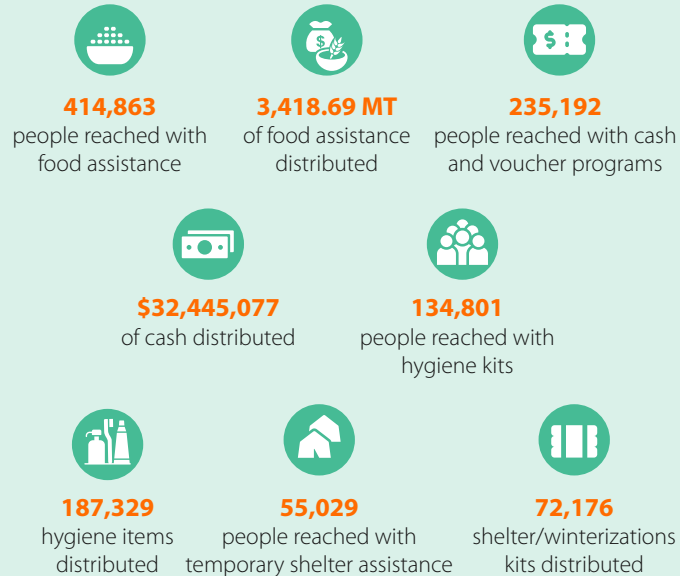 414,863
people reached with
food assistance
3,418.69 MT
of food assistance
distributed
235,192
people reached with cash
and voucher programs
$32,445,077
of cash distributed
134,801
people reached with
hygiene kits
187,329
hygiene items
distributed
55,029
people reached with
temporary shelter assistance
72,176
shelter/winterizations
kits distributed